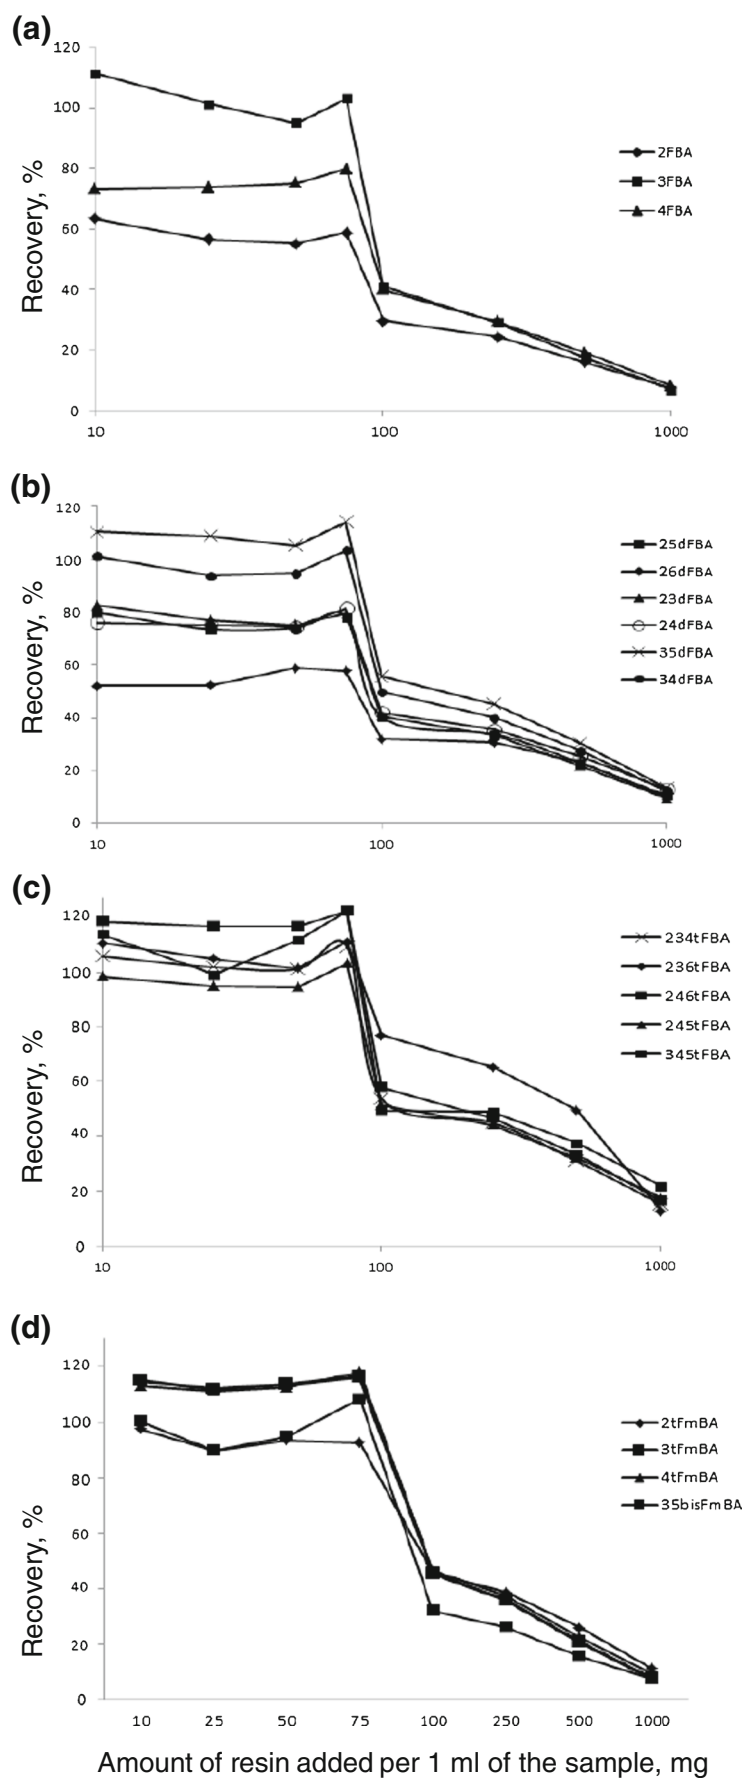 (a)
120
100
80
60
40
20
0
Recovery, %
10 100 1000
2FBA
3FBA
4FBA
(b)
120
100
80
60
40
20
0
Recovery, %
10 100 1000
25dFBA
26dFBA
23dFBA
24dFBA
35dFBA
34dFBA
(c)
120
100
80
60
40
20
0
Recovery, %
10 100 1000
234tFBA
236tFBA
246tFBA
245tFBA
345tFBA
(d)
120
100
80
60
40
20
0
Recovery, %
10 25 50 75 100 250 500 1000
2tFmBA
3tFmBA
4tFmBA
35bisFmBA
Amount of resin added per 1 ml of the sample, mg